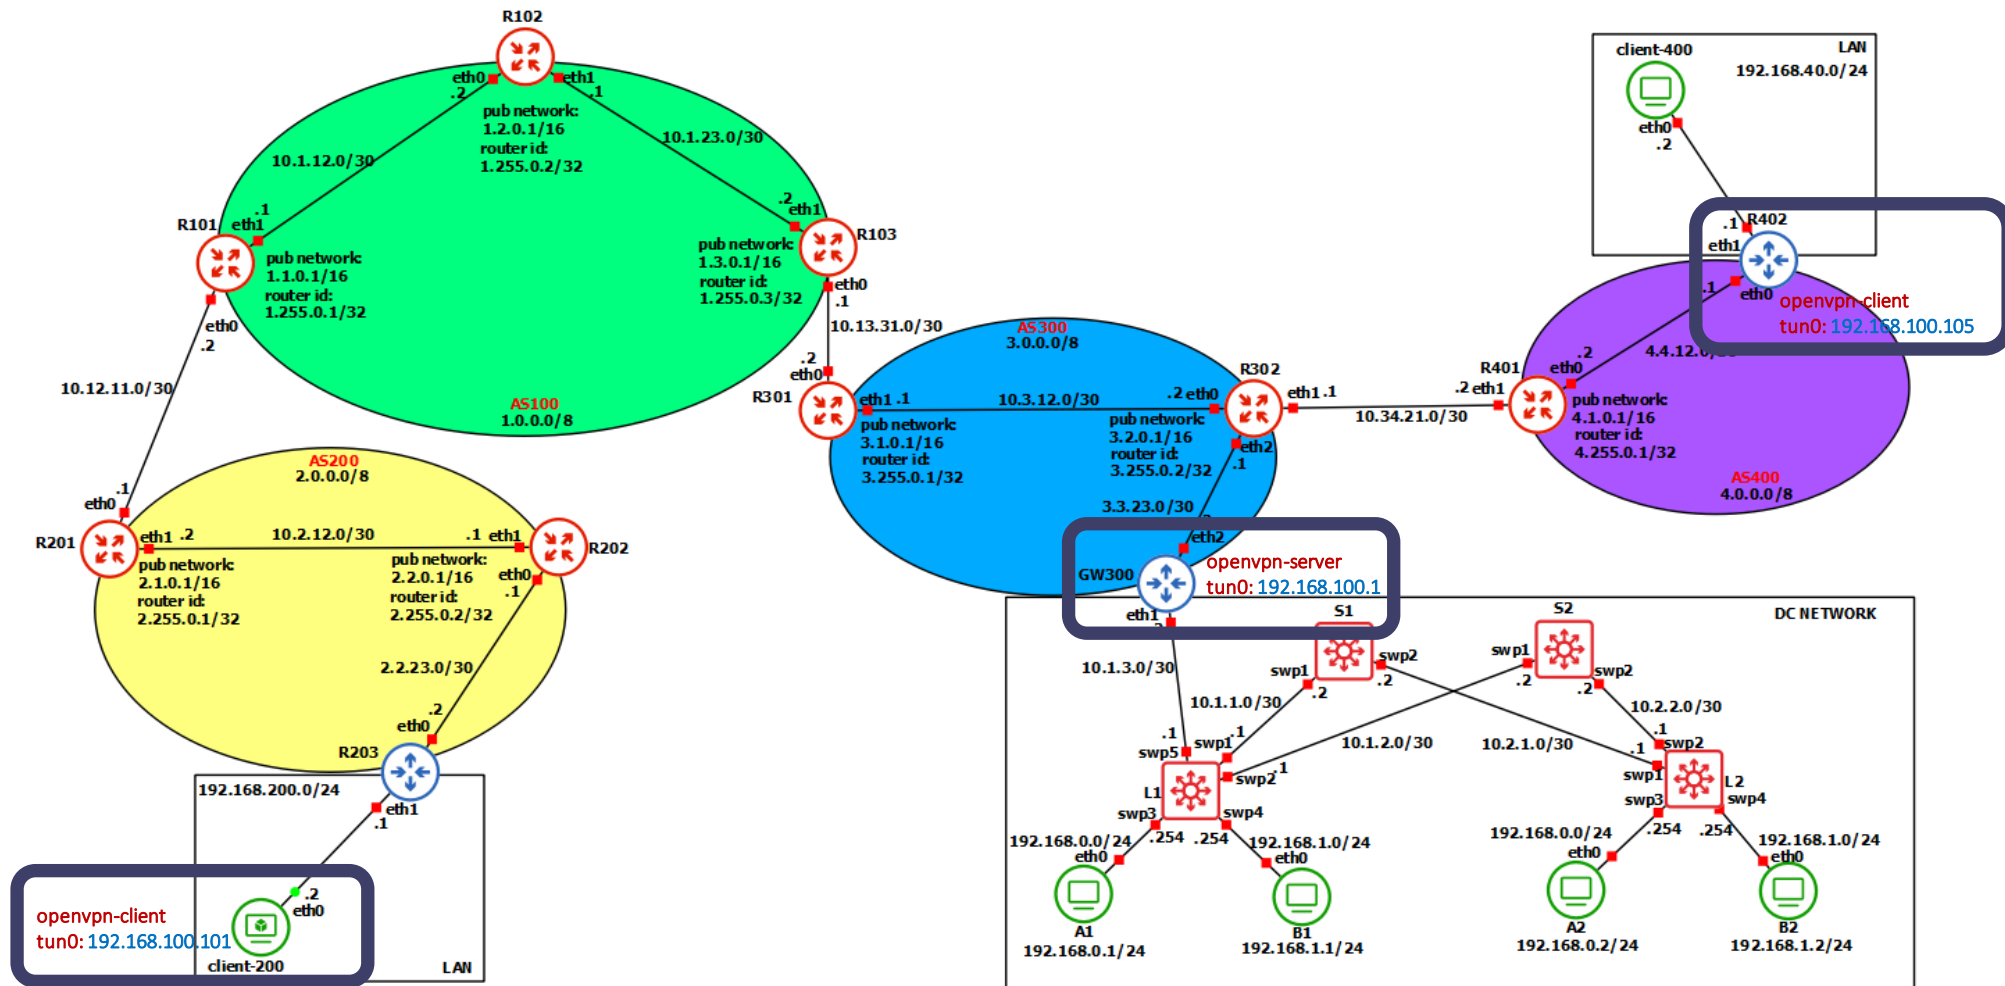 R102
eth0
.2
eth1
.1
pub network:
1.2.0.1/16
router id:
1.255.0.2/32
10.1.12.0/30
10.1.23.0/30
R101
.1
eth1
pub network:
1.1.0.1/16
router id:
1.255.0.1/32
eth0
.2
.2
eth1
R103
pub network:
1.3.0.1/16
router id:
1.255.0.3/32
eth0
.1
AS100
1.0.0.0/8
10.12.11.0/30
10.13.31.0/30
AS200
2.0.0.0/8
.1
eth0
R201
eth1 .2
10.2.12.0/30
.1 eth1
R202
pub network:
2.1.0.1/16
router id:
2.255.0.1/32
pub network:
2.2.0.1/16
router id:
2.255.0.2/32
eth0
.1
2.2.23.0/30
.2
eth0
R203
192.168.200.0/24
eth1
.1
.2
eth0
openvpn-client
tun0: 192.168.100.101
client-200
LAN
AS300
3.0.0.0/8
.2
eth0
R301
eth1 .1
10.3.12.0/30
.2 eth0
R302
pub network:
3.1.0.1/16
router id:
3.255.0.1/32
pub network:
3.2.0.1/16
router id:
3.255.0.2/32
eth1 .1
eth2
.1
3.3.23.0/30
eth2
GW300
openvpn-server
tun0: 192.168.100.1
eth1
10.34.21.0/30
.2 eth1
R401
.2
eth0
pub network:
4.1.0.1/16
router id:
4.255.0.1/32
AS400
4.0.0.0/8
4.4.12.0/
.1
eth0
openvpn-client
tun0: 192.168.100.105
R402
.1
eth1
client-400
LAN
192.168.40.0/24
eth0
.2
DC NETWORK
S1
S2
swp1
.2
swp2
.2
swp1
.2
swp2
.2
10.1.3.0/30
10.1.1.0/30
10.1.2.0/30
10.2.1.0/30
10.2.2.0/30
.1
swp5
swp1
.1
swp2
.1
L1
swp3
.254
swp4
.254
.1
swp2
.1
swp1
L2
swp3
.254
swp4
.254
192.168.0.0/24
eth0
192.168.1.0/24
eth0
192.168.0.0/24
eth0
192.168.1.0/24
eth0
A1
192.168.0.1/24
B1
192.168.1.1/24
A2
192.168.0.2/24
B2
192.168.1.2/24